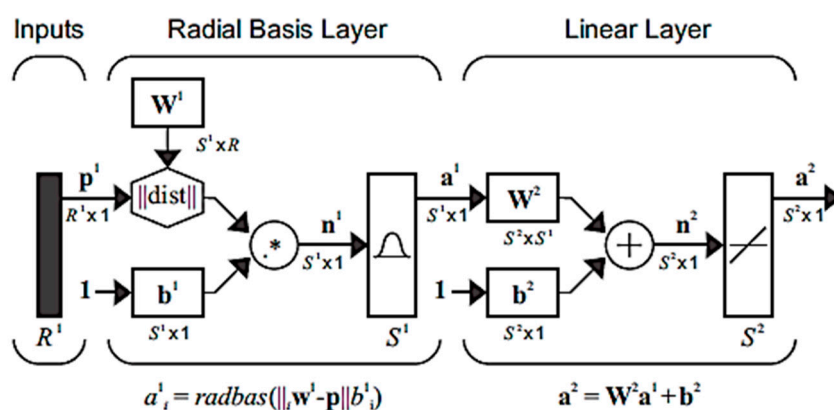 Inputs Radial Basis Layer Linear Layer
W¹
S¹xR
p¹ a¹ a²
||dist|| W²
R¹x1 S¹x1 S²x1
n¹ n²
S²xS¹
.* +
S¹x1 S²x1
1 b¹ 1 b²
S¹x1 S²x1
R¹ S¹ S²
a¹ᵢ = radbas(||ᵢw¹-p||b¹ᵢ) a² = W²a¹+b²